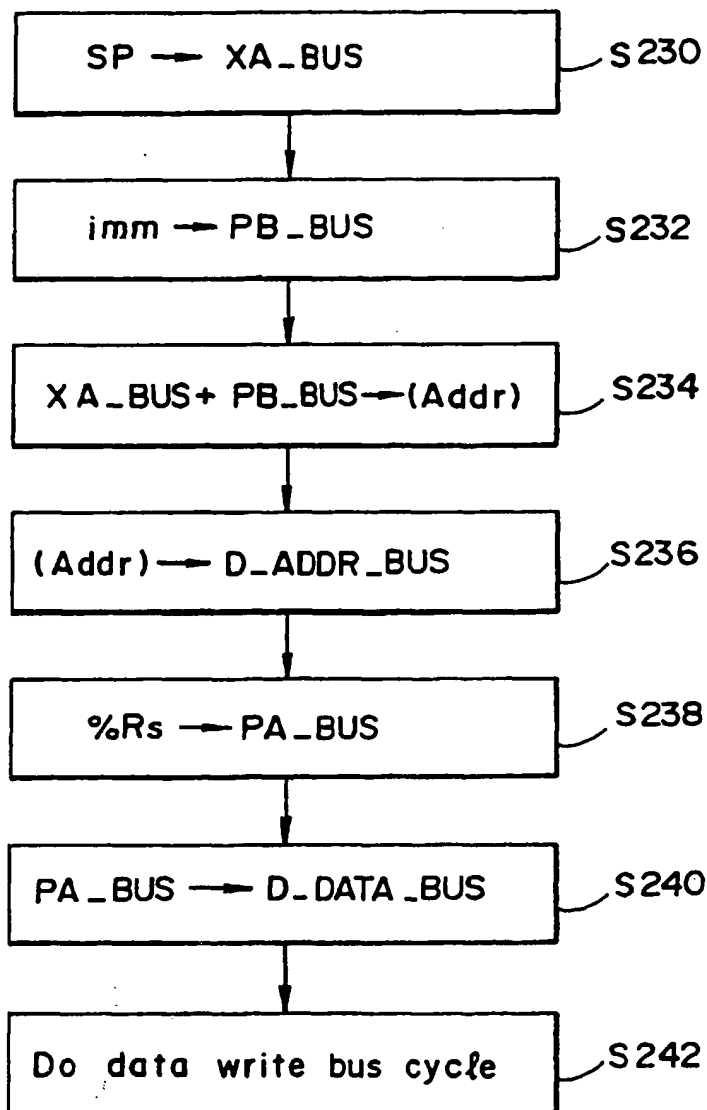 SP → XA_BUS
S230
imm → PB_BUS
S232
XA_BUS + PB_BUS → (Addr)
S234
(Addr) → D_ADDR_BUS
S236
%Rs → PA_BUS
S238
PA_BUS → D_DATA_BUS
S240
Do data write bus cycle
S242